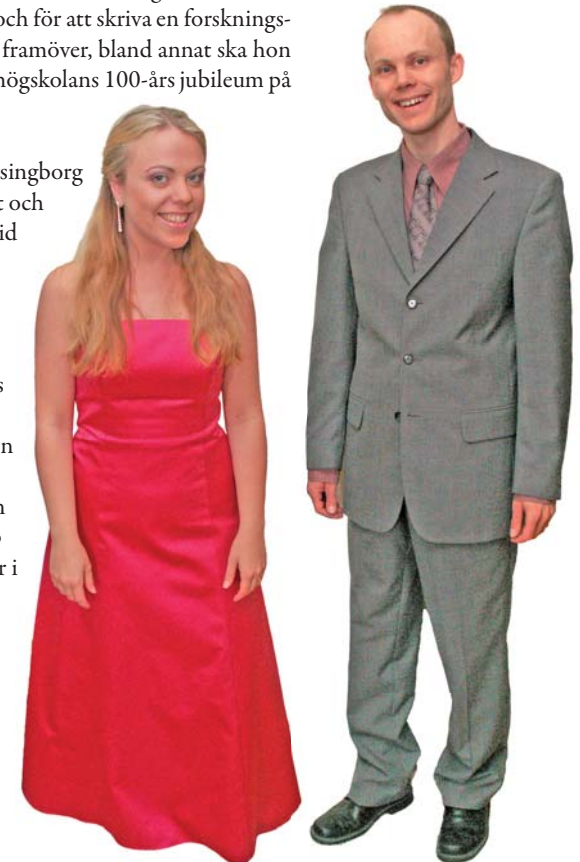 och för att skriva en forsknings-
framöver, bland annat ska hon
högskolans 100-års jubileum på
singborg
t och
id
s
n
r i